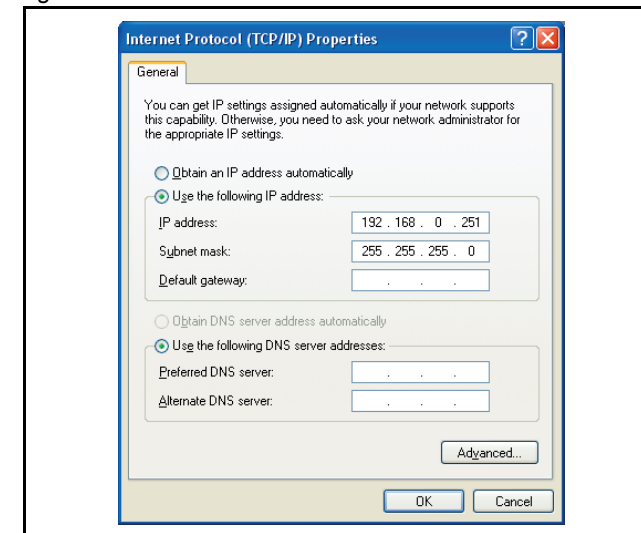 Internet Protocol (TCP/IP) Properties
General
You can get IP settings assigned automatically if your network supports
this capability. Otherwise, you need to ask your network administrator for
the appropriate IP settings.
Obtain an IP address automatically
Use the following IP address:
IP address: 192 . 168 . 0 . 251
Subnet mask: 255 . 255 . 255 . 0
Default gateway: . . .
Obtain DNS server address automatically
Use the following DNS server addresses:
Preferred DNS server: . . .
Alternate DNS server: . . .
Advanced...
OK Cancel